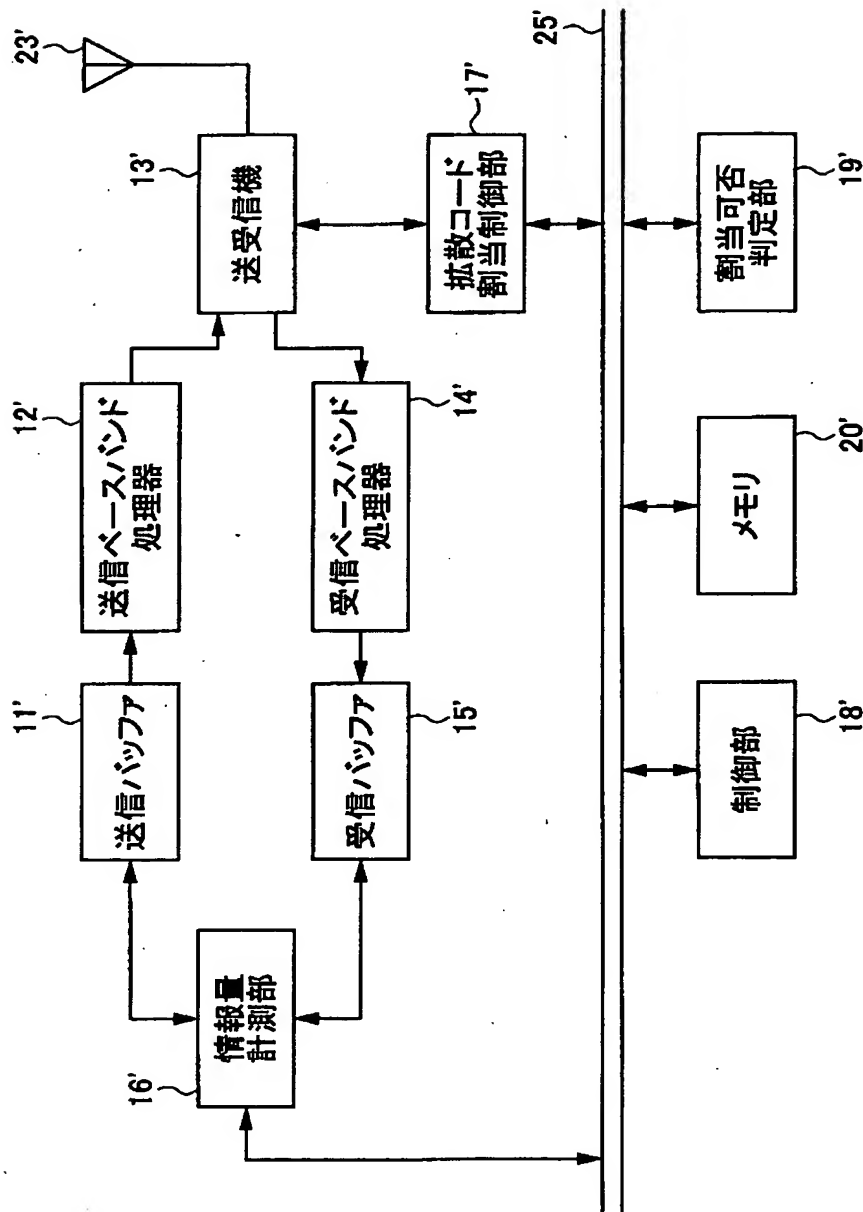 23'
13'
送受信機
12'
送信ベースバンド
処理器
11'
送信バッファ
16'
情報量
計測部
14'
受信ベースバンド
処理器
15'
受信バッファ
17'
拡散コード
割当制御部
25'
18'
制御部
20'
メモリ
19'
割当可否
判定部